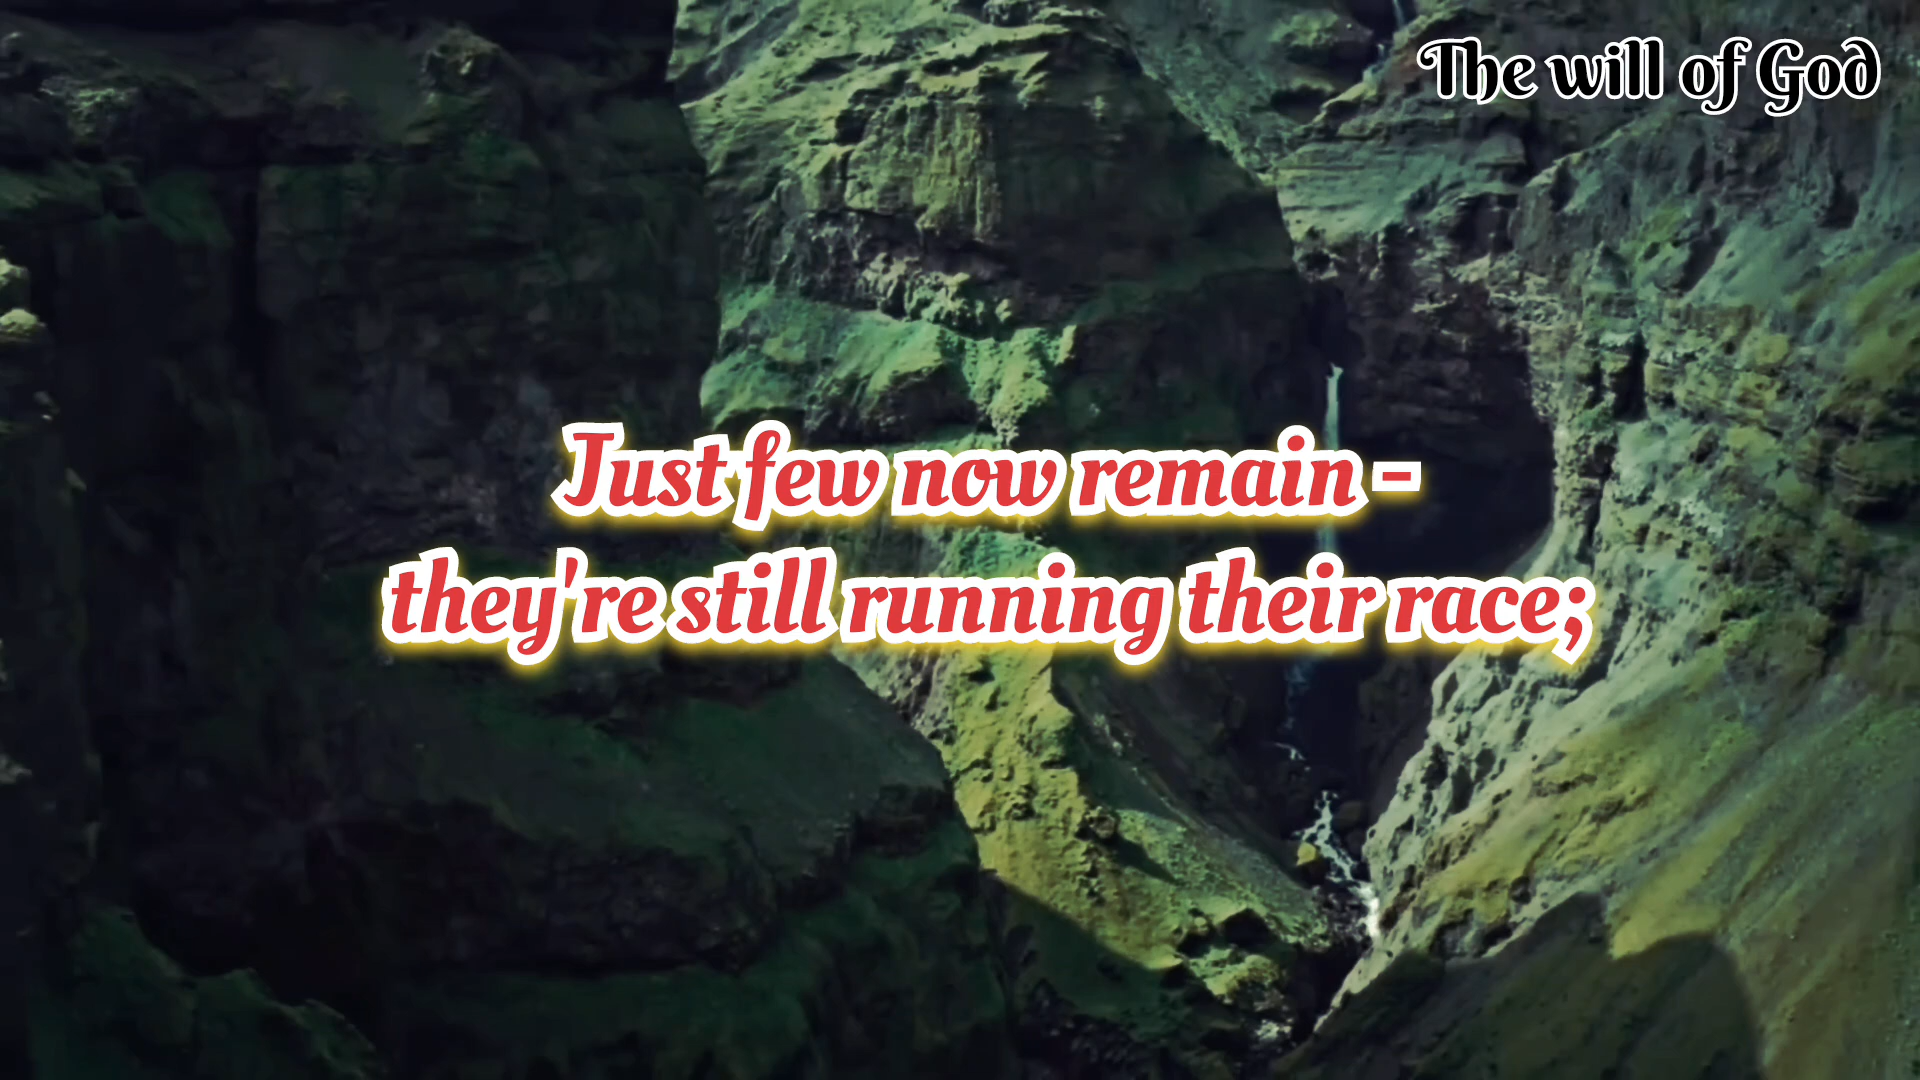 The will of God
Just few now remain -
they're still running their race;